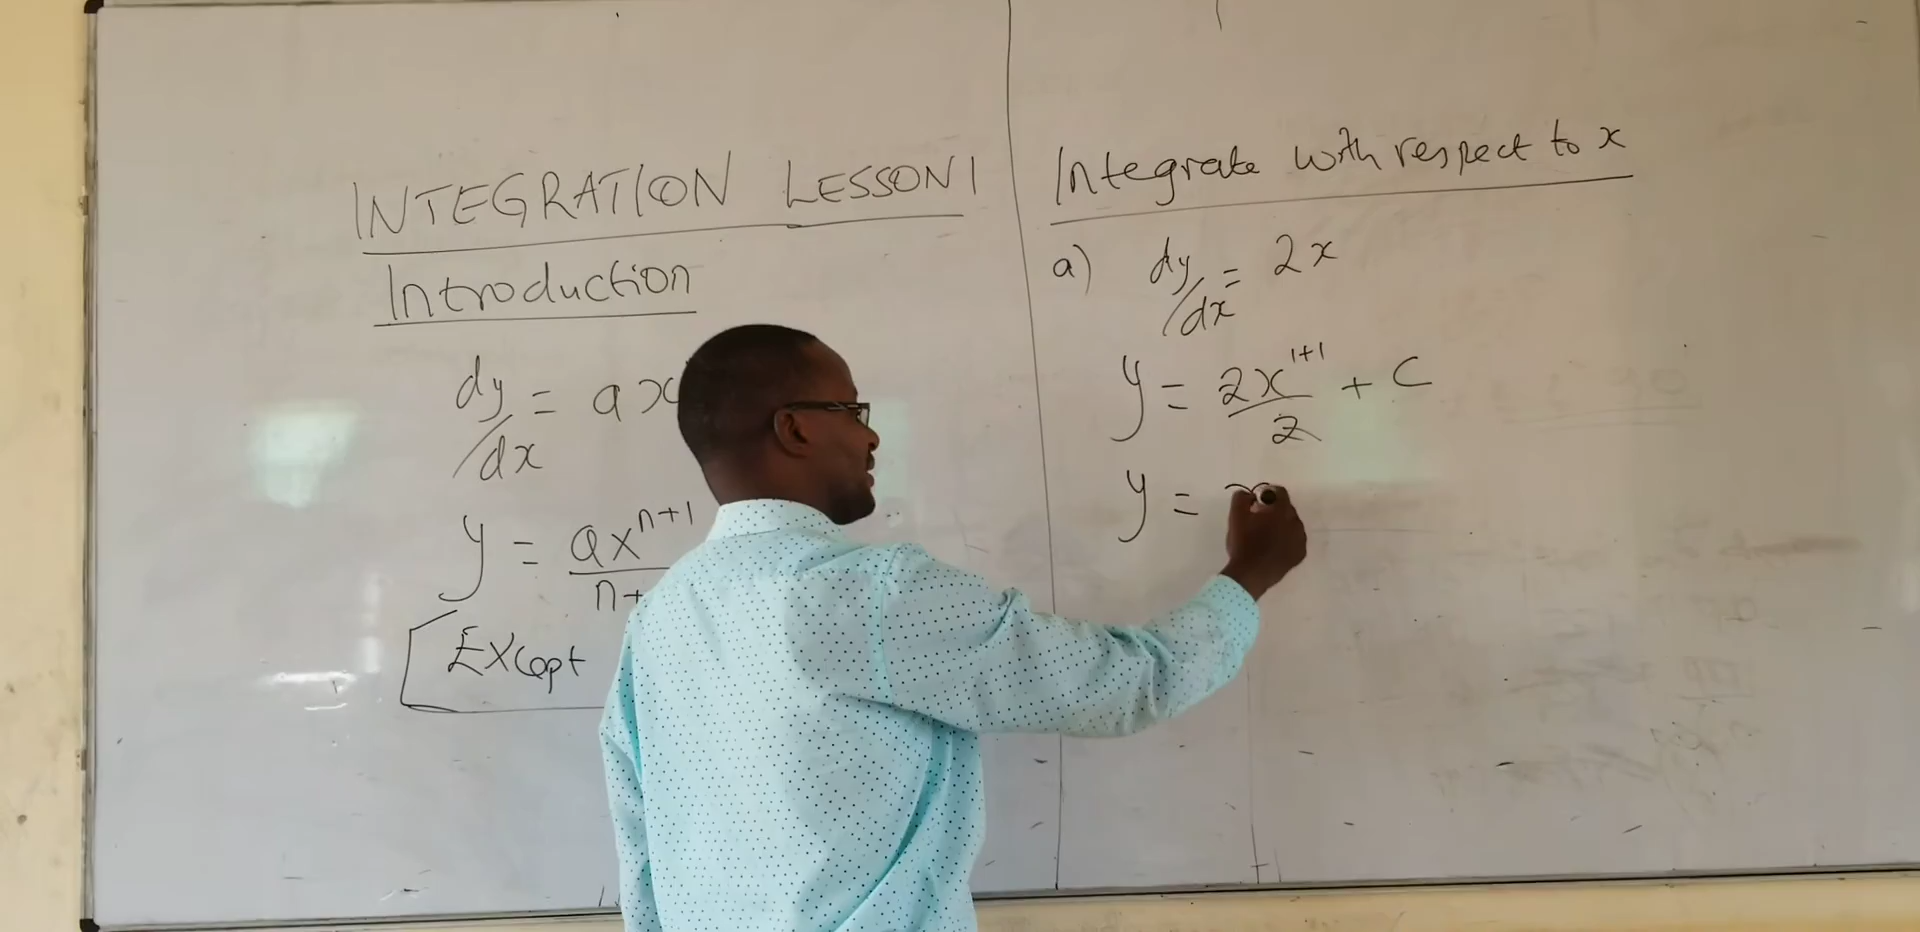 INTEGRATION LESSON 1
Introduction
dy/dx = ax
y = ax^(n+1)/n+
Except
Integrate with respect to x
a) dy/dx = 2x
y = 2x^(1+1)/2 + c
y =